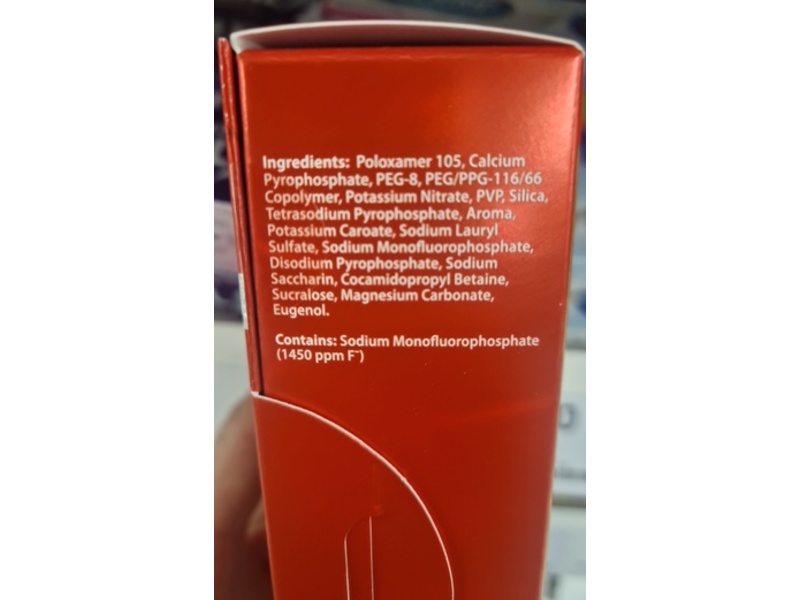 Ingredients: Poloxamer 105, Calcium
Pyrophosphate, PEG-8, PEG/PPG-116/66
Copolymer, Potassium Nitrate, PVP, Silica,
Tetrasodium Pyrophosphate, Aroma,
Potassium Caroate, Sodium Lauryl
Sulfate, Sodium Monofluorophosphate,
Disodium Pyrophosphate, Sodium
Saccharin, Cocamidopropyl Betaine,
Sucralose, Magnesium Carbonate,
Eugenol.
Contains: Sodium Monofluorophosphate
(1450 ppm F⁻)